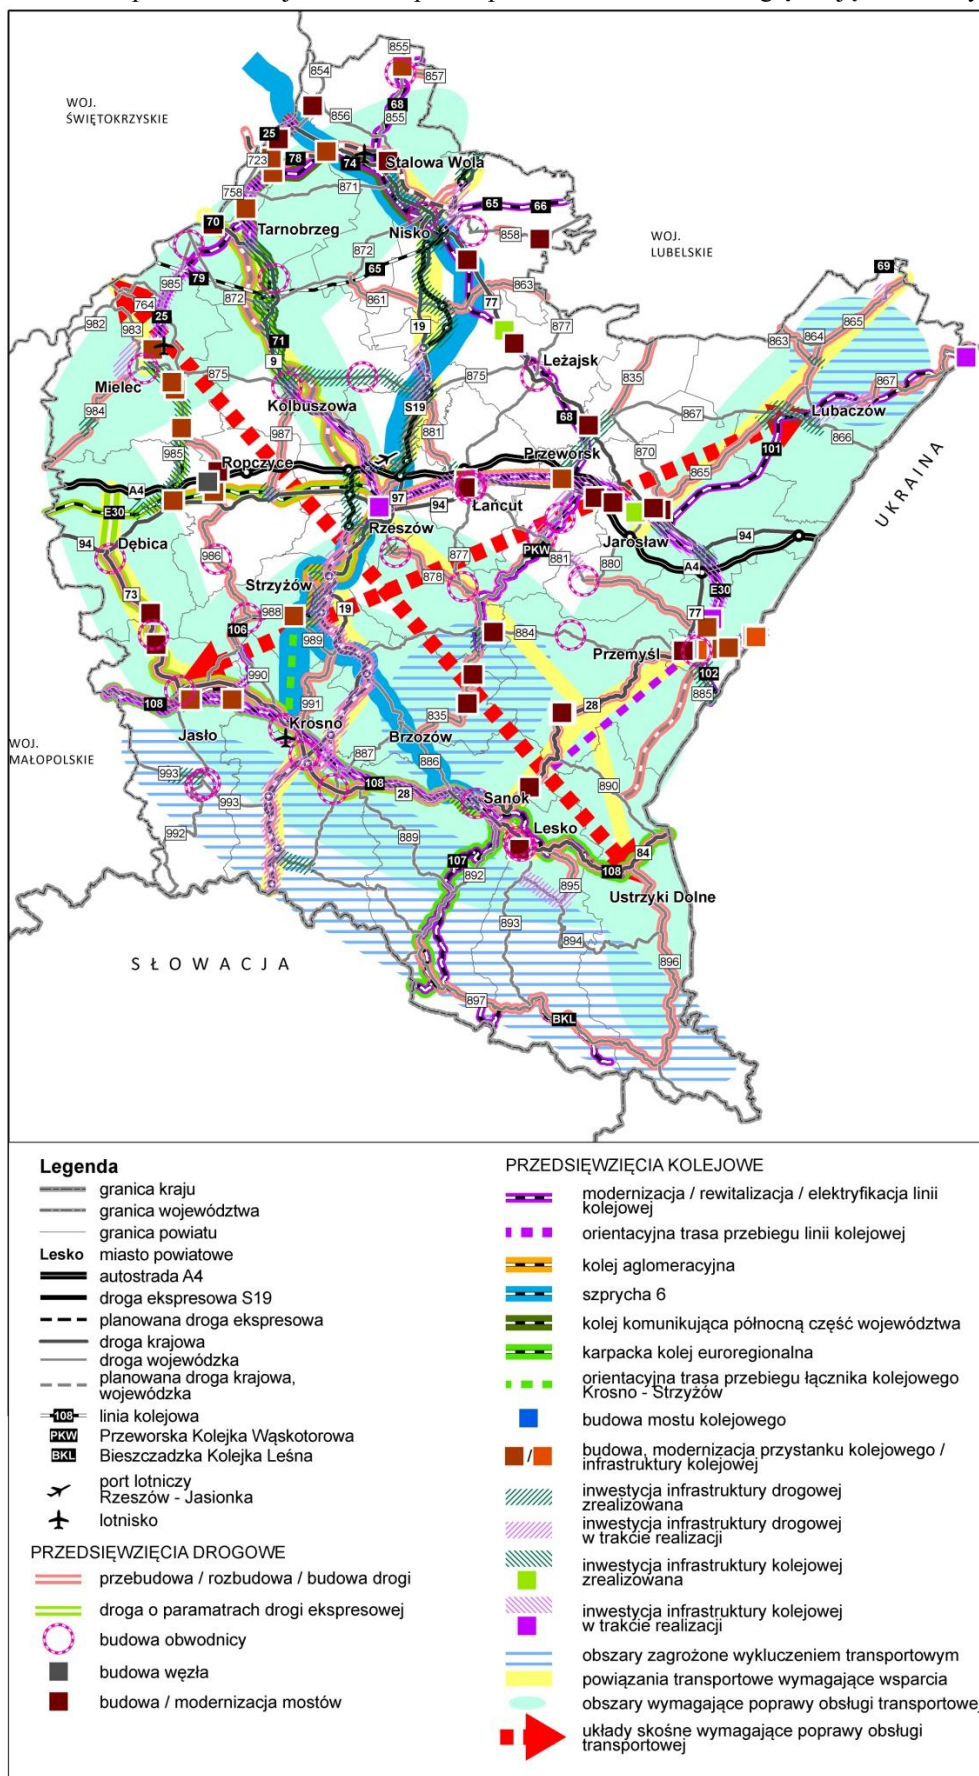 855
854
857
WOJ.
ŚWIĘTOKRZYSKIE
68
856
855
25
723
78
74
Stalowa Wola
871
758
65
66
70
Tarnobrzeg
Nisko
858
WOJ.
LUBELSKIE
872
79
65
69
985
872
861
863
764
77
982
25
983
19
877
865
864
863
71
9
Leżajsk
875
875
835
Mielec
867
Kolbuszowa
984
S19
68
867
Lubaczów
987
881
866
985
Przeworsk
870
101
Ropczyce
865
A4
97
E30
94
Łańcut
Rzeszów
UKRAINA
94
Dębica
PKW
Jarosław
94
986
877
881
880
A4
878
Strzyżów
E30
73
988
19
77
106
989
884
Przemyśl
102
990
885
28
108
991
835
Krosno
WOJ.
MAŁOPOLSKIE
Jasło
Brzozów
887
886
993
890
108
28
993
Sanok
992
Lesko
889
84
107
892
108
895
Ustrzyki Dolne
893
894
SŁOWACJA
896
897
BKL
Legenda
granica kraju
granica województwa
granica powiatu
Lesko miasto powiatowe
autostrada A4
droga ekspresowa S19
planowana droga ekspresowa
droga krajowa
droga wojewódzka
planowana droga krajowa,
wojewódzka
108 linia kolejowa
PKW Przeworska Kolejka Wąskotorowa
BKL Bieszczadzka Kolejka Leśna
port lotniczy
Rzeszów - Jasionka
lotnisko
PRZEDSIĘWZIĘCIA DROGOWE
przebudowa / rozbudowa / budowa drogi
droga o paramatrach drogi ekspresowej
budowa obwodnicy
budowa węzła
budowa / modernizacja mostów
PRZEDSIĘWZIĘCIA KOLEJOWE
modernizacja / rewitalizacja / elektryfikacja linii
kolejowej
orientacyjna trasa przebiegu linii kolejowej
kolej aglomeracyjna
szprycha 6
kolej komunikująca północną część województwa
karpacka kolej euroregionalna
orientacyjna trasa przebiegu łącznika kolejowego
Krosno - Strzyżów
budowa mostu kolejowego
/ budowa, modernizacja przystanku kolejowego /
infrastruktury kolejowej
inwestycja infrastruktury drogowej
zrealizowana
inwestycja infrastruktury drogowej
w trakcie realizacji
inwestycja infrastruktury kolejowej
zrealizowana
inwestycja infrastruktury kolejowej
w trakcie realizacji
obszary zagrożone wykluczeniem transportowym
powiązania transportowe wymagające wsparcia
obszary wymagające poprawy obsługi transportowej
układy skośne wymagające poprawy obsługi
transportowej